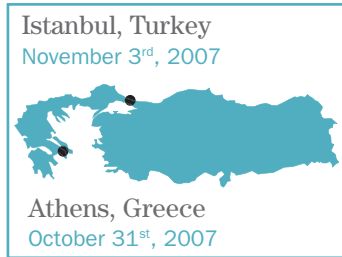 Istanbul, Turkey
November 3rd, 2007
Athens, Greece
October 31st, 2007